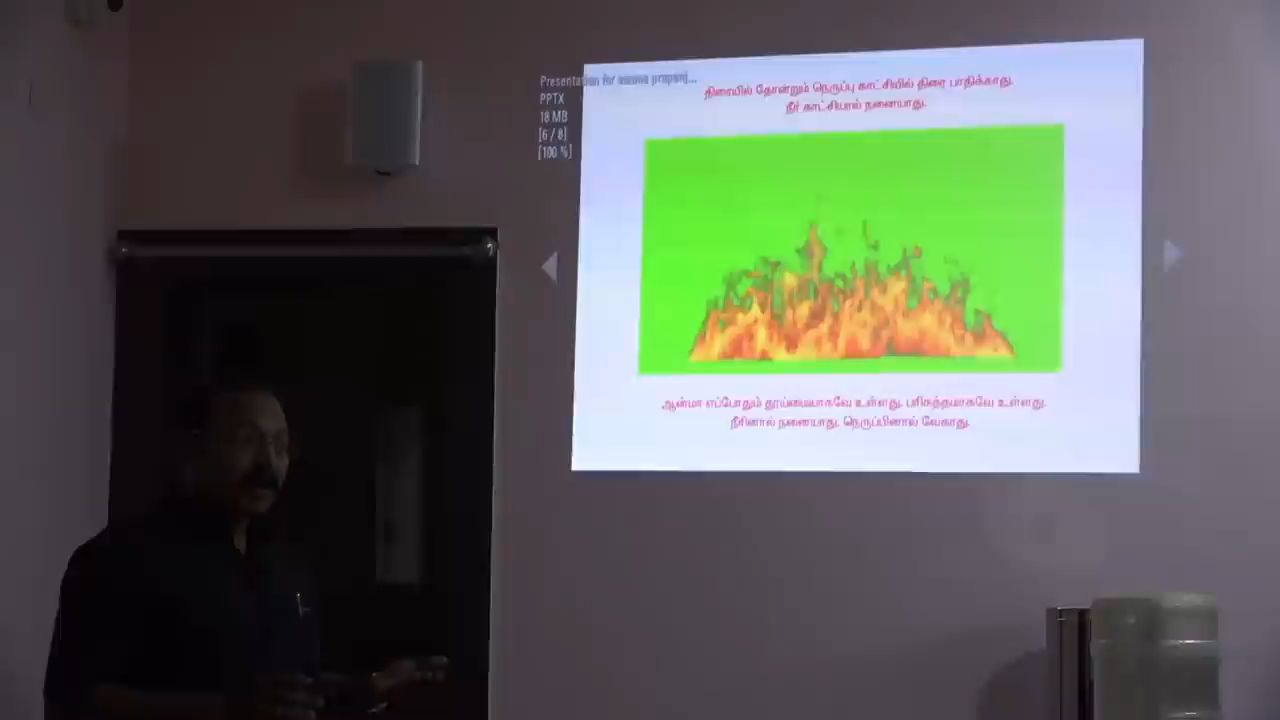 Presentation for
PPTX
18 MB
[6 / 8]
[100 %]
திரையில் தோன்றும் நெருப்பு காட்சியில் திரை பாதிக்காது.
நீர் காட்சியால் நனையாது.
ஆன்மா எப்போதும் தூய்மையாகவே உள்ளது. பரிசுத்தமாகவே உள்ளது.
நீரினால் நனையாது. நெருப்பினால் வேகாது.